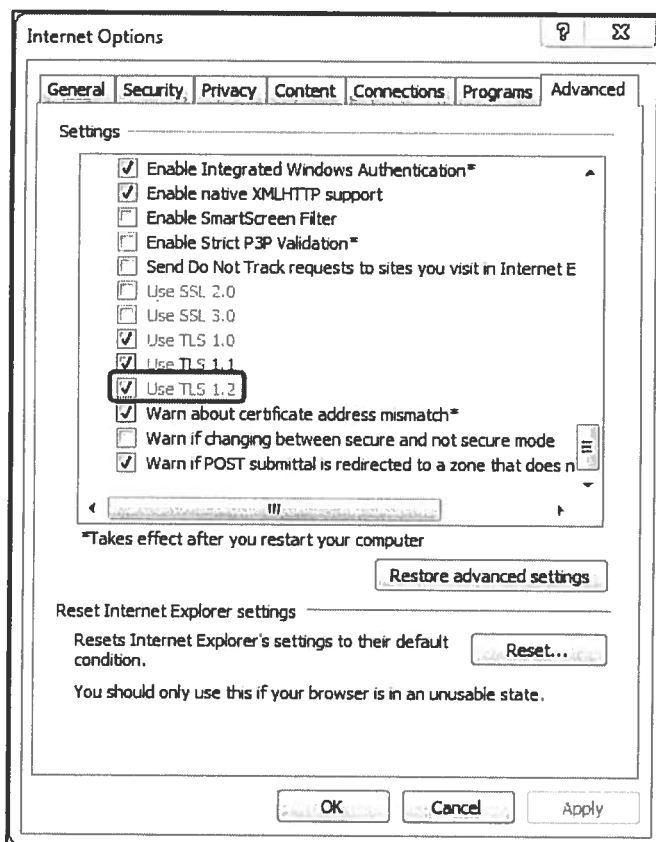 Internet Options
General Security Privacy Content Connections Programs Advanced
Settings
Enable Integrated Windows Authentication*
Enable native XMLHTTP support
Enable SmartScreen Filter
Enable Strict P3P Validation*
Send Do Not Track requests to sites you visit in Internet E
Use SSL 2.0
Use SSL 3.0
Use TLS 1.0
Use TLS 1.1
Use TLS 1.2
Warn about certificate address mismatch*
Warn if changing between secure and not secure mode
Warn if POST submittal is redirected to a zone that does n
*Takes effect after you restart your computer
Restore advanced settings
Reset Internet Explorer settings
Resets Internet Explorer's settings to their default
condition.
Reset...
You should only use this if your browser is in an unusable state.
OK Cancel Apply